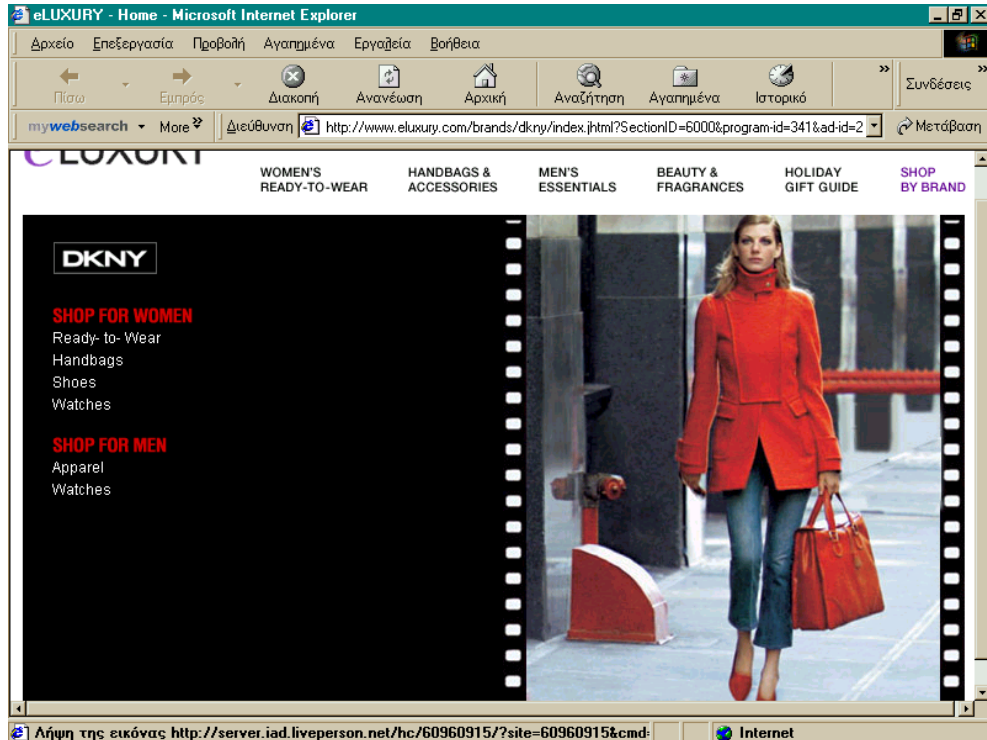 eLUXURY - Home - Microsoft Internet Explorer
Αρχείο Επεξεργασία Προβολή Αγαπημένα Εργαλεία Βοήθεια
Πίσω Εμπρός Διακοπή Ανανέωση Αρχική Αναζήτηση Αγαπημένα Ιστορικό » Συνδέσεις »
mywebsearch More Διεύθυνση http://www.eluxury.com/brands/dkny/index.jhtml?SectionID=6000&program-id=341&ad-id=2 Μετάβαση
eLUXURY
WOMEN'S READY-TO-WEAR
HANDBAGS & ACCESSORIES
MEN'S ESSENTIALS
BEAUTY & FRAGRANCES
HOLIDAY GIFT GUIDE
SHOP BY BRAND
DKNY
SHOP FOR WOMEN
Ready- to- Wear
Handbags
Shoes
Watches
SHOP FOR MEN
Apparel
Watches
Λήψη της εικόνας http://server.iad.liveperson.net/hc/60960915/?site=60960915&cmd= Internet